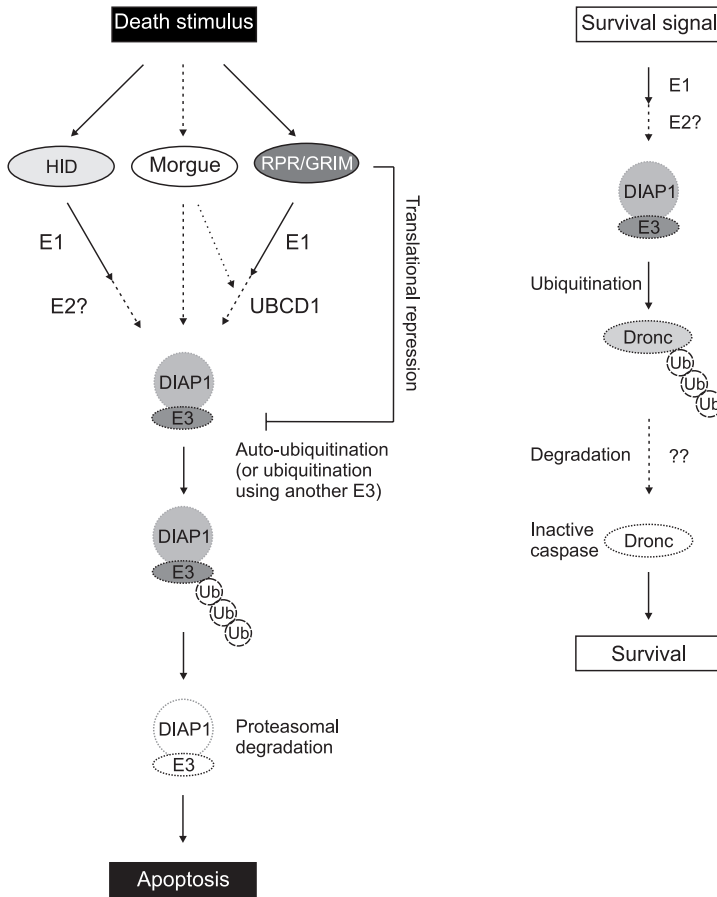 Death stimulus
HID
Morgue
RPR/GRIM
E1
E1
E2?
UBCD1
Translational repression
DIAP1
E3
Auto-ubiquitination
(or ubiquitination
using another E3)
DIAP1
E3
Ub
Ub
Ub
DIAP1
E3
Proteasomal
degradation
Apoptosis
Survival signal
E1
E2?
DIAP1
E3
Ubiquitination
Dronc
Ub
Ub
Ub
Degradation
??
Inactive
caspase
Dronc
Survival